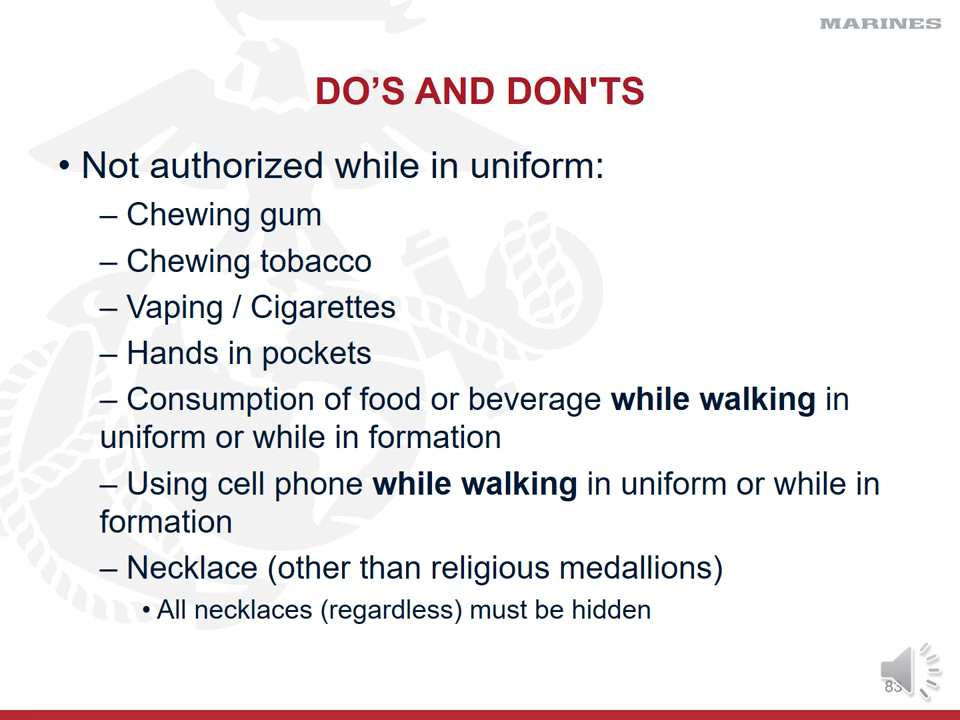 MARINES
DO’S AND DON'TS
• Not authorized while in uniform:
– Chewing gum
– Chewing tobacco
– Vaping / Cigarettes
– Hands in pockets
– Consumption of food or beverage while walking in
uniform or while in formation
– Using cell phone while walking in uniform or while in
formation
– Necklace (other than religious medallions)
• All necklaces (regardless) must be hidden
83